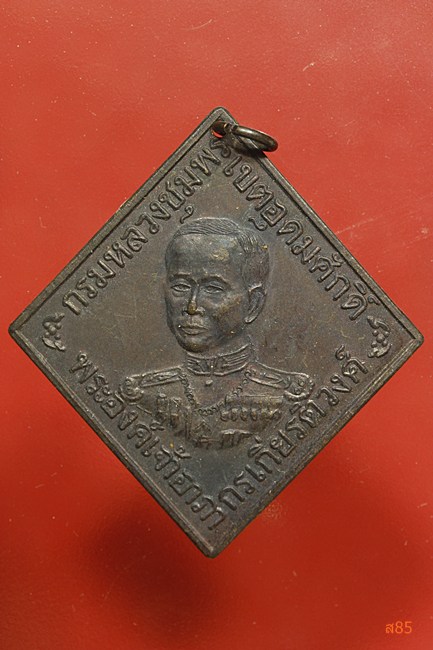 กรมหลวงชุมพรเขตอุดมศักดิ์
พระองค์เจ้าอาภากรเกียรติวงศ์
ส85